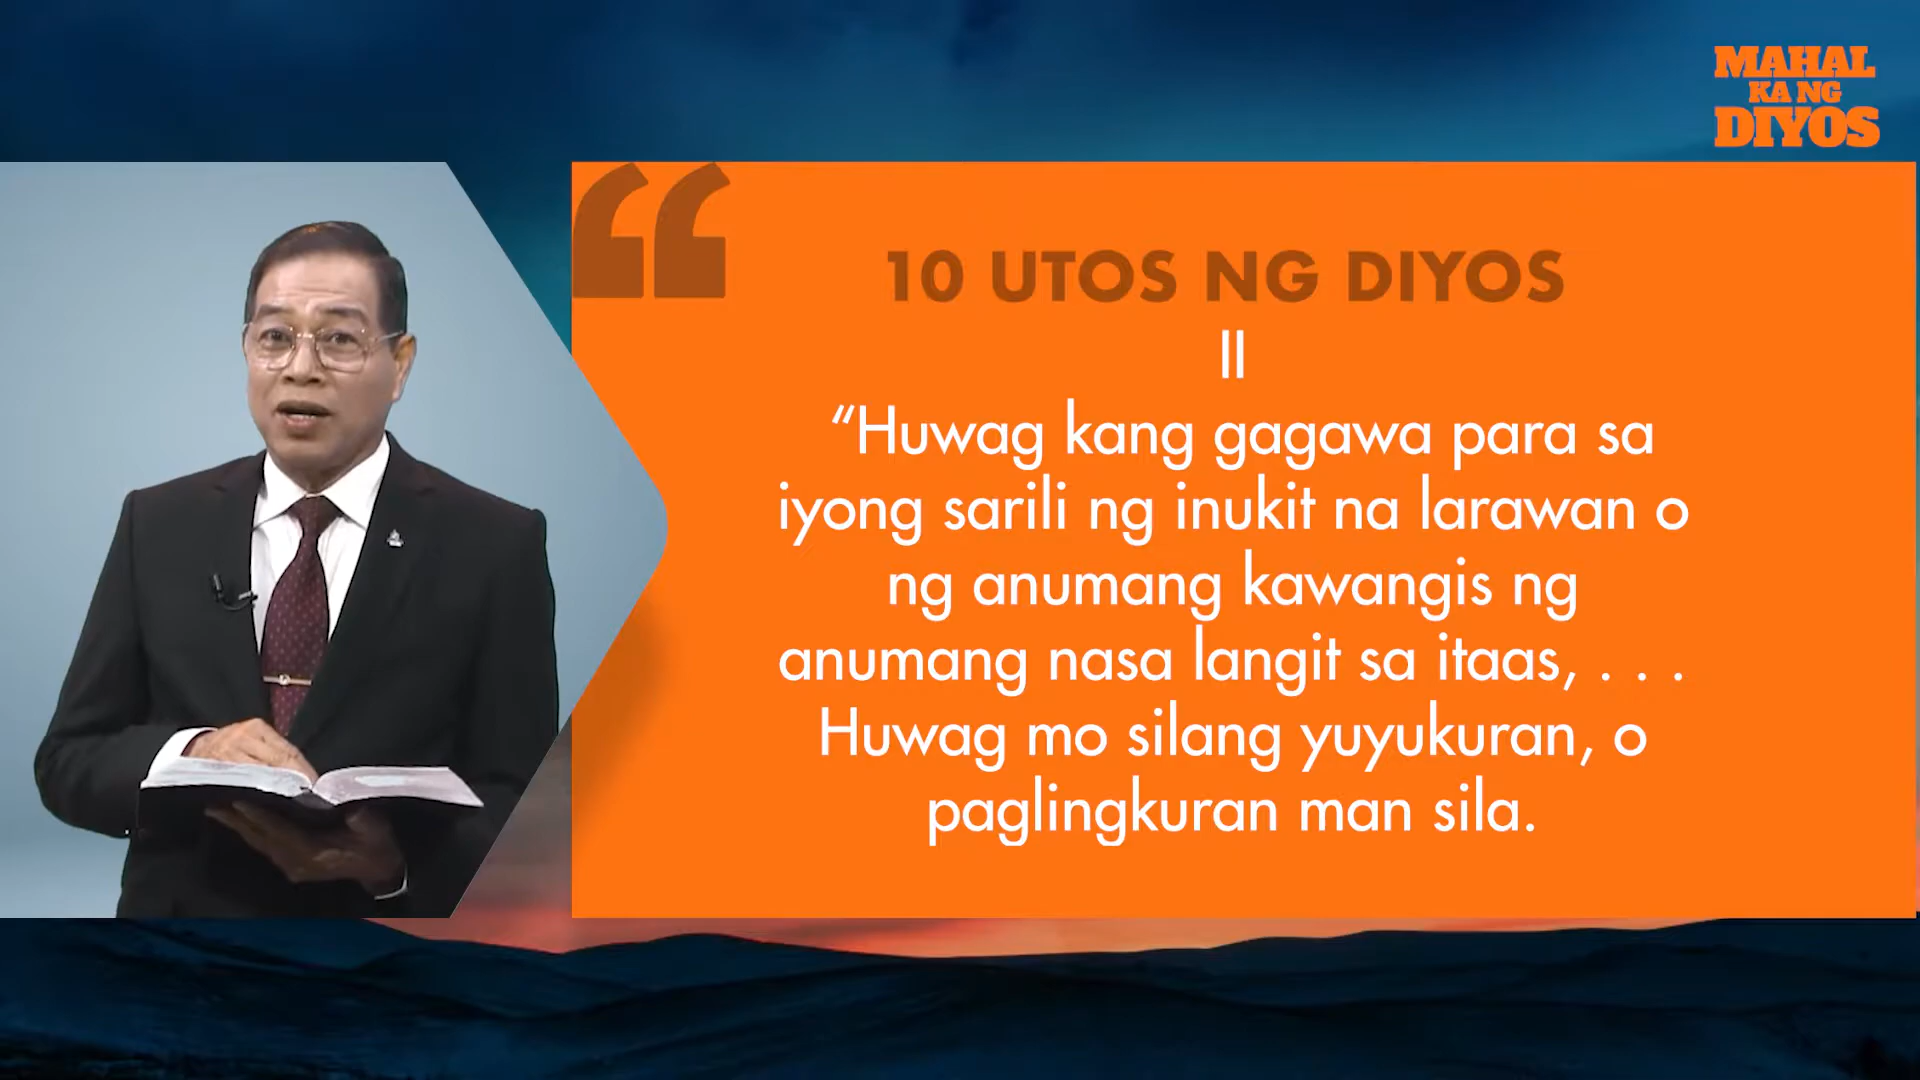 MAHAL
KA NG
DIYOS
10 UTOS NG DIYOS
II
“Huwag kang gagawa para sa
iyong sarili ng inukit na larawan o
ng anumang kawangis ng
anumang nasa langit sa itaas, . . .
Huwag mo silang yuyukuran, o
paglingkuran man sila.